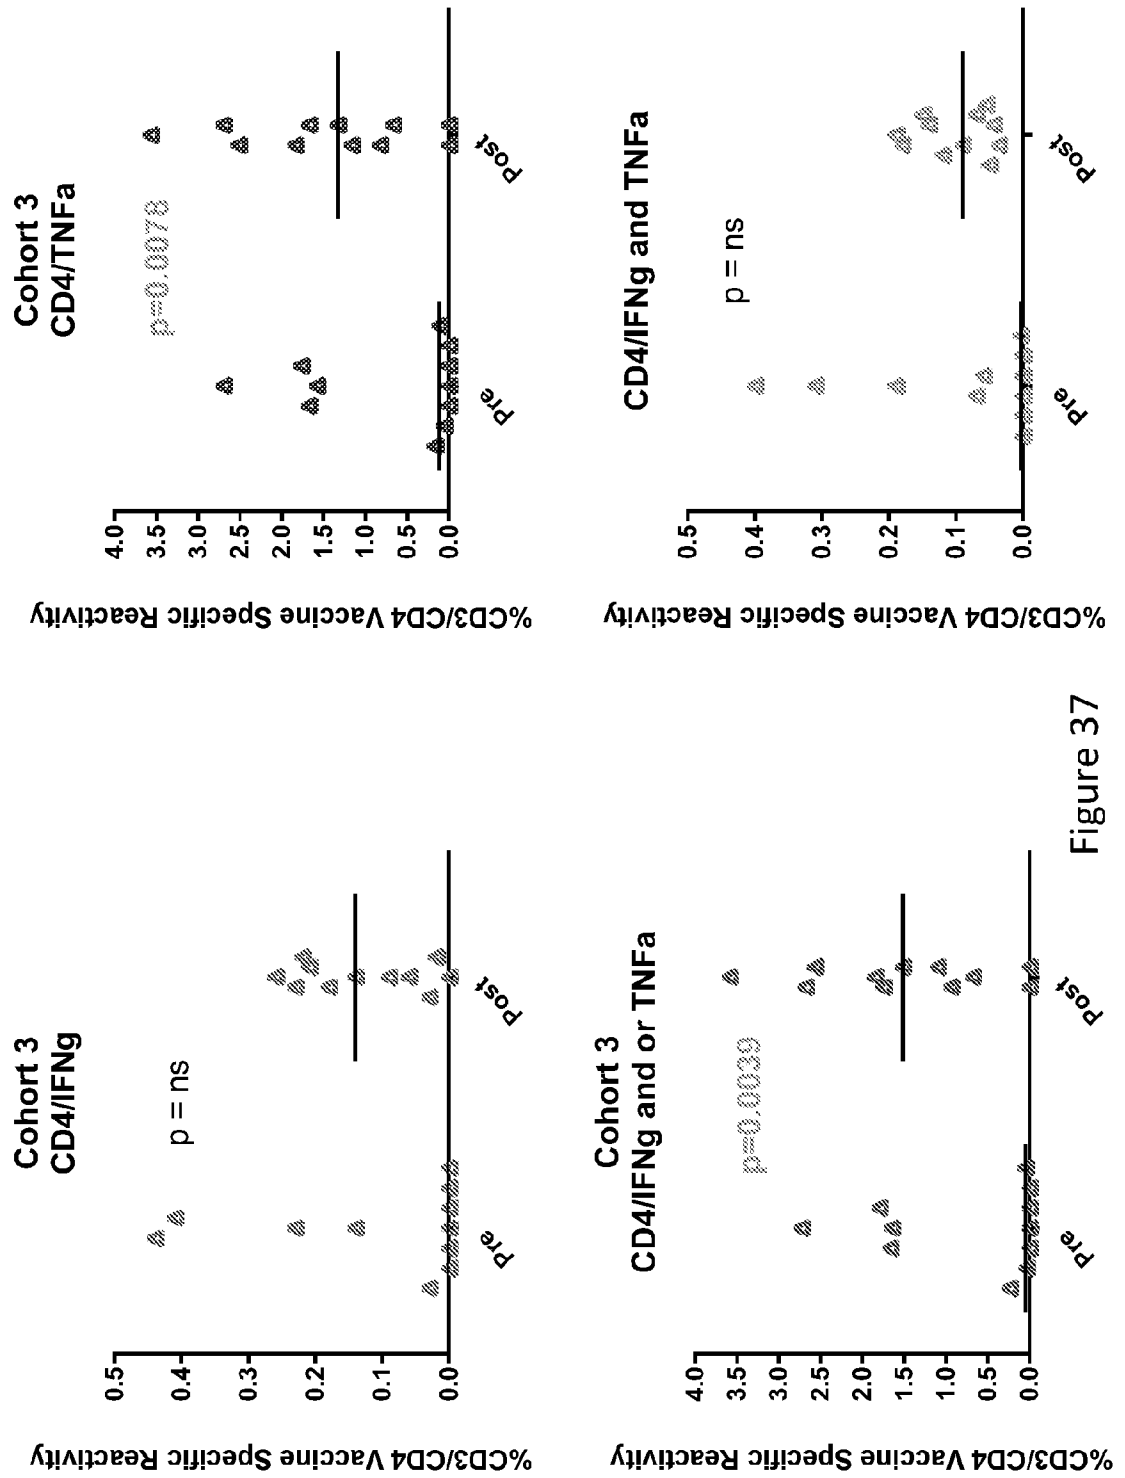 Cohort 3
CD4/IFNg
%CD3/CD4 Vaccine Specific Reactivity
0.5
0.4
0.3
0.2
0.1
0.0
p = ns
Pre
Post
Cohort 3
CD4/TNFa
%CD3/CD4 Vaccine Specific Reactivity
4.0
3.5
3.0
2.5
2.0
1.5
1.0
0.5
0.0
p=0.0078
Pre
Post
Cohort 3
CD4/IFNg and or TNFa
%CD3/CD4 Vaccine Specific Reactivity
4.0
3.5
3.0
2.5
2.0
1.5
1.0
0.5
0.0
p=0.0039
Pre
Post
CD4/IFNg and TNFa
%CD3/CD4 Vaccine Specific Reactivity
0.5
0.4
0.3
0.2
0.1
0.0
p = ns
Pre
Post
Figure 37